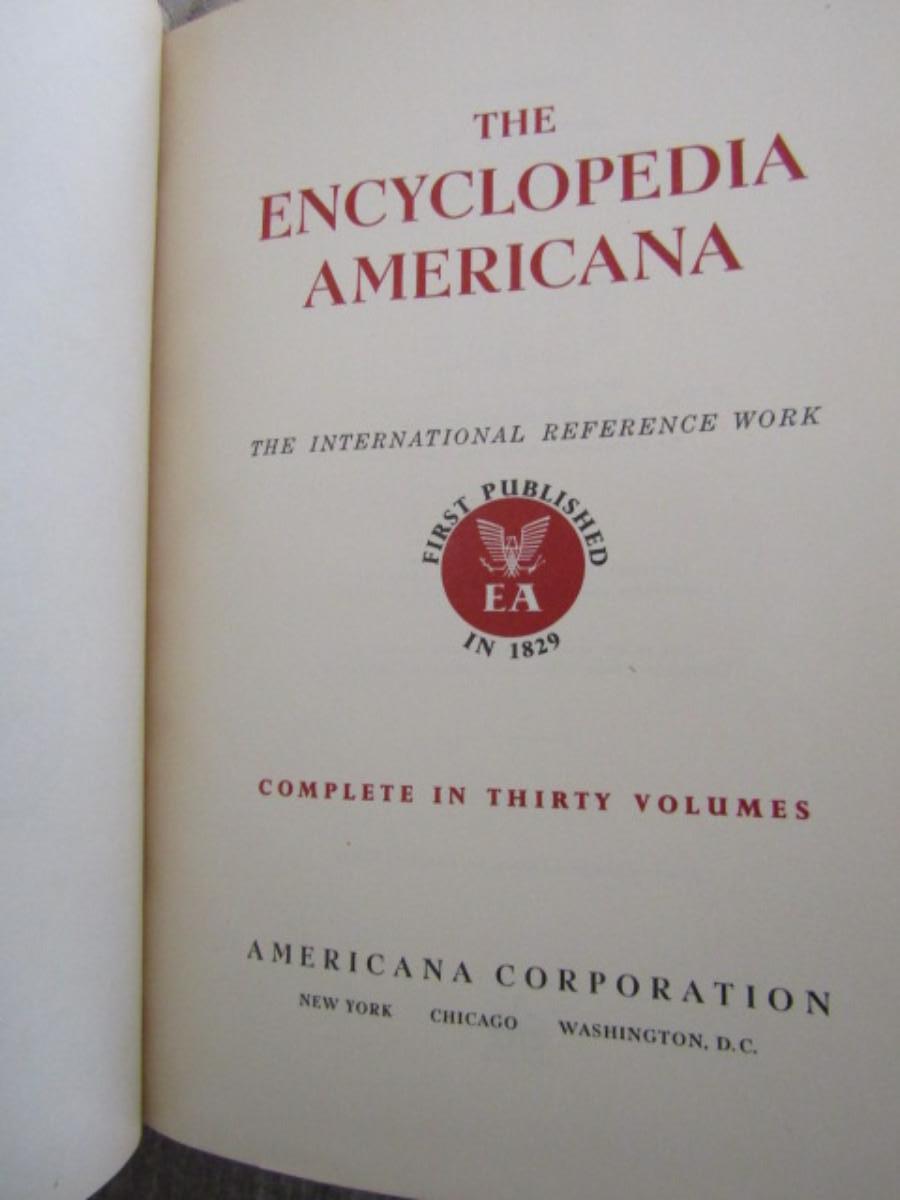 THE
ENCYCLOPEDIA
AMERICANA
THE INTERNATIONAL REFERENCE WORK
FIRST PUBLISHED
EA
IN 1829
COMPLETE IN THIRTY VOLUMES
AMERICANA CORPORATION
NEW YORK CHICAGO WASHINGTON, D.C.